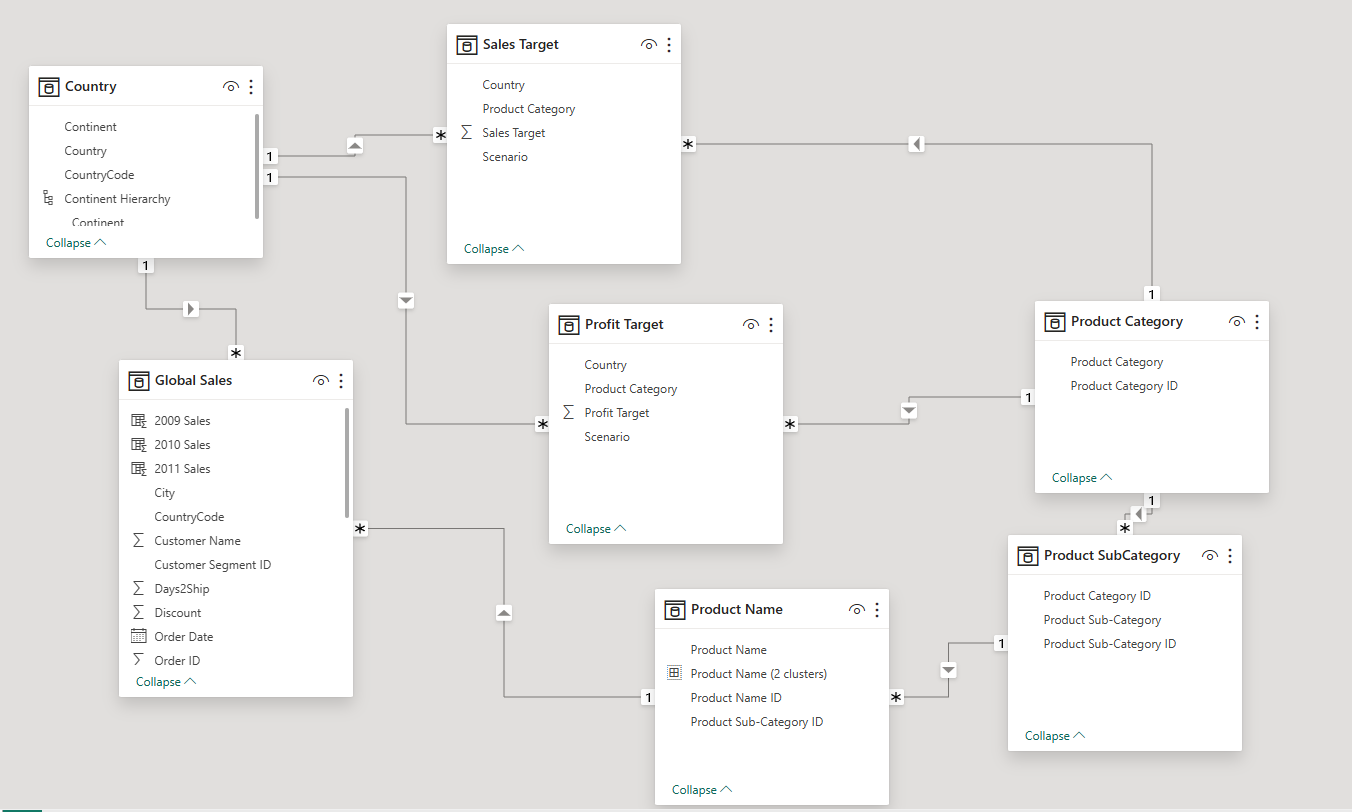 Country
Continent
Country
CountryCode
Continent Hierarchy
Continent
Collapse
1
1
1
Sales Target
Country
Product Category
Sales Target
Scenario
Collapse
*
*
Global Sales
2009 Sales
2010 Sales
2011 Sales
City
CountryCode
Customer Name
Customer Segment ID
Days2Ship
Discount
Order Date
Order ID
Collapse
*
*
Profit Target
Country
Product Category
Profit Target
Scenario
Collapse
*
*
Product Category
Product Category
Product Category ID
Collapse
1
1
1
Product Name
Product Name
Product Name (2 clusters)
Product Name ID
Product Sub-Category ID
Collapse
1
*
Product SubCategory
Product Category ID
Product Sub-Category
Product Sub-Category ID
Collapse
*
1